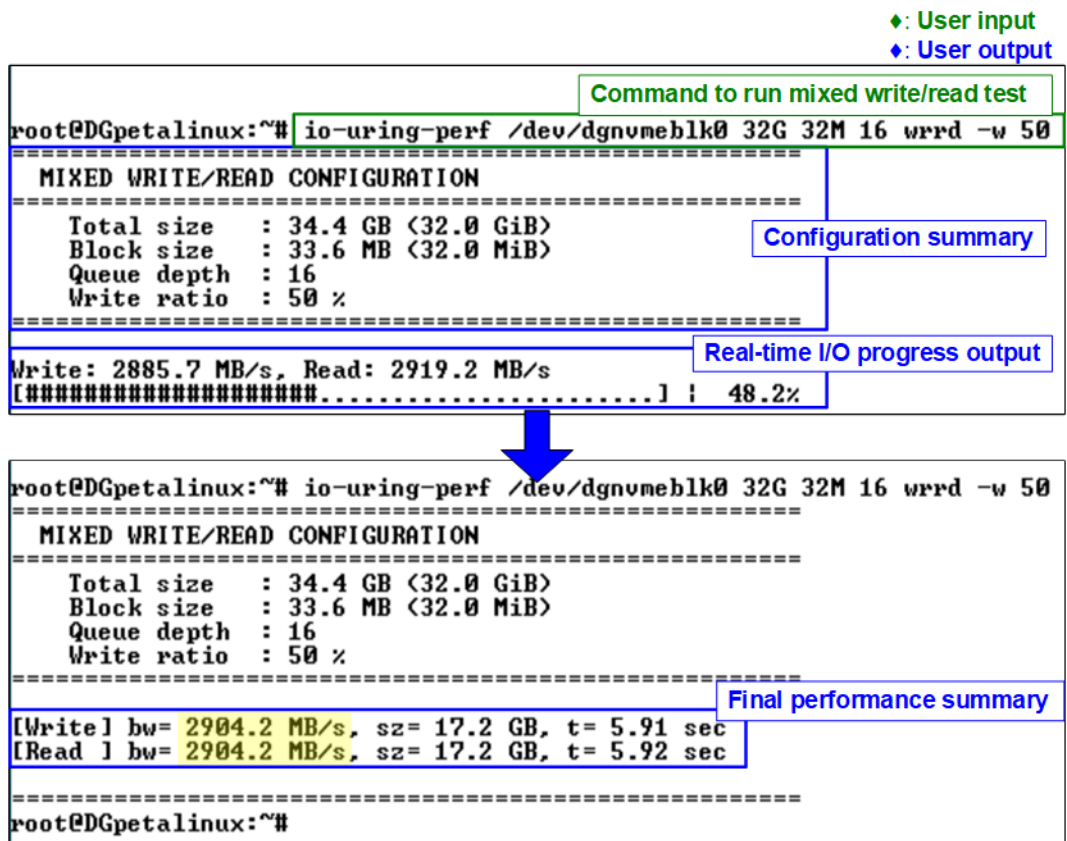 ♦: User input
♦: User output
Command to run mixed write/read test
root@DGpetalinux:~# io-uring-perf /dev/dgnvmeblk0 32G 32M 16 wrrd -w 50
======================================================
MIXED WRITE/READ CONFIGURATION
======================================================
Total size : 34.4 GB (32.0 GiB)
Block size : 33.6 MB (32.0 MiB)
Configuration summary
Queue depth : 16
Write ratio : 50 %
======================================================
Real-time I/O progress output
Write: 2885.7 MB/s, Read: 2919.2 MB/s
[####################.......................] | 48.2%
root@DGpetalinux:~# io-uring-perf /dev/dgnvmeblk0 32G 32M 16 wrrd -w 50
======================================================
MIXED WRITE/READ CONFIGURATION
======================================================
Total size : 34.4 GB (32.0 GiB)
Block size : 33.6 MB (32.0 MiB)
Queue depth : 16
Write ratio : 50 %
======================================================
Final performance summary
[Write] bw= 2904.2 MB/s, sz= 17.2 GB, t= 5.91 sec
[Read ] bw= 2904.2 MB/s, sz= 17.2 GB, t= 5.92 sec
======================================================
root@DGpetalinux:~#